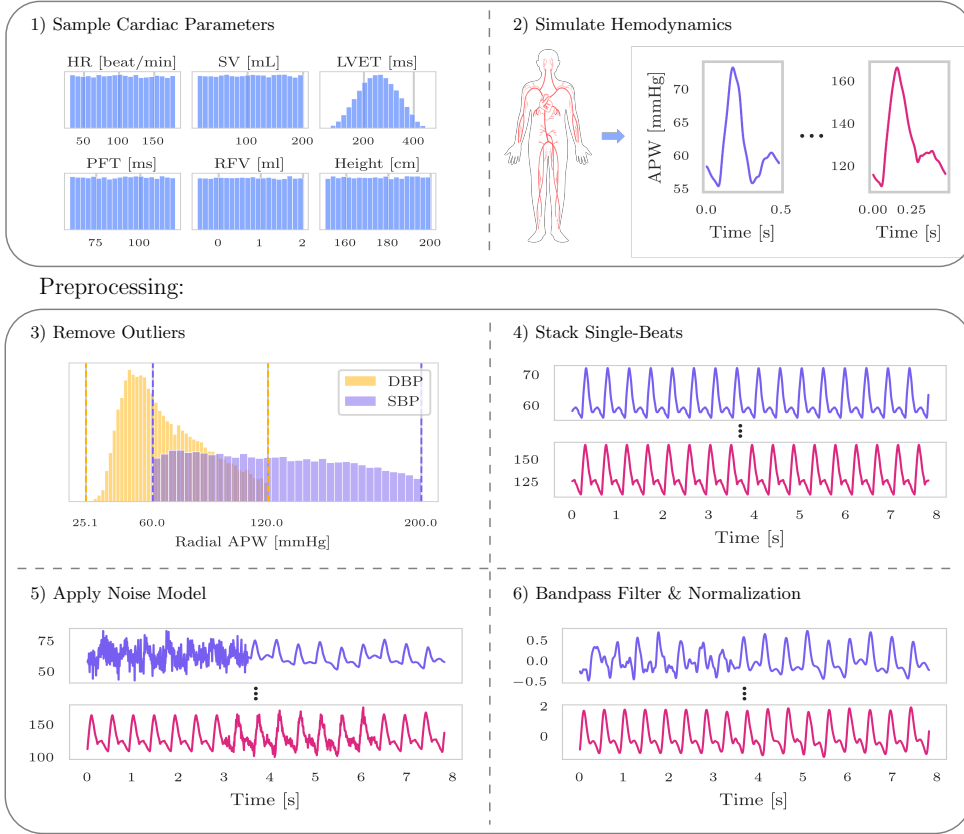 1) Sample Cardiac Parameters
HR [beat/min]
SV [mL]
LVET [ms]
50 100 150
100 200
200 400
PFT [ms]
RFV [ml]
Height [cm]
75 100
0 1 2
160 180 200
2) Simulate Hemodynamics
APW [mmHg]
70
65
60
55
0.0 0.5
Time [s]
160
140
120
0.00 0.25
Time [s]
Preprocessing:
3) Remove Outliers
DBP
SBP
25.1 60.0 120.0 200.0
Radial APW [mmHg]
4) Stack Single-Beats
70
60
150
125
0 1 2 3 4 5 6 7 8
Time [s]
5) Apply Noise Model
75
50
150
100
0 1 2 3 4 5 6 7 8
Time [s]
6) Bandpass Filter & Normalization
0.5
0.0
−0.5
2
0
0 1 2 3 4 5 6 7 8
Time [s]